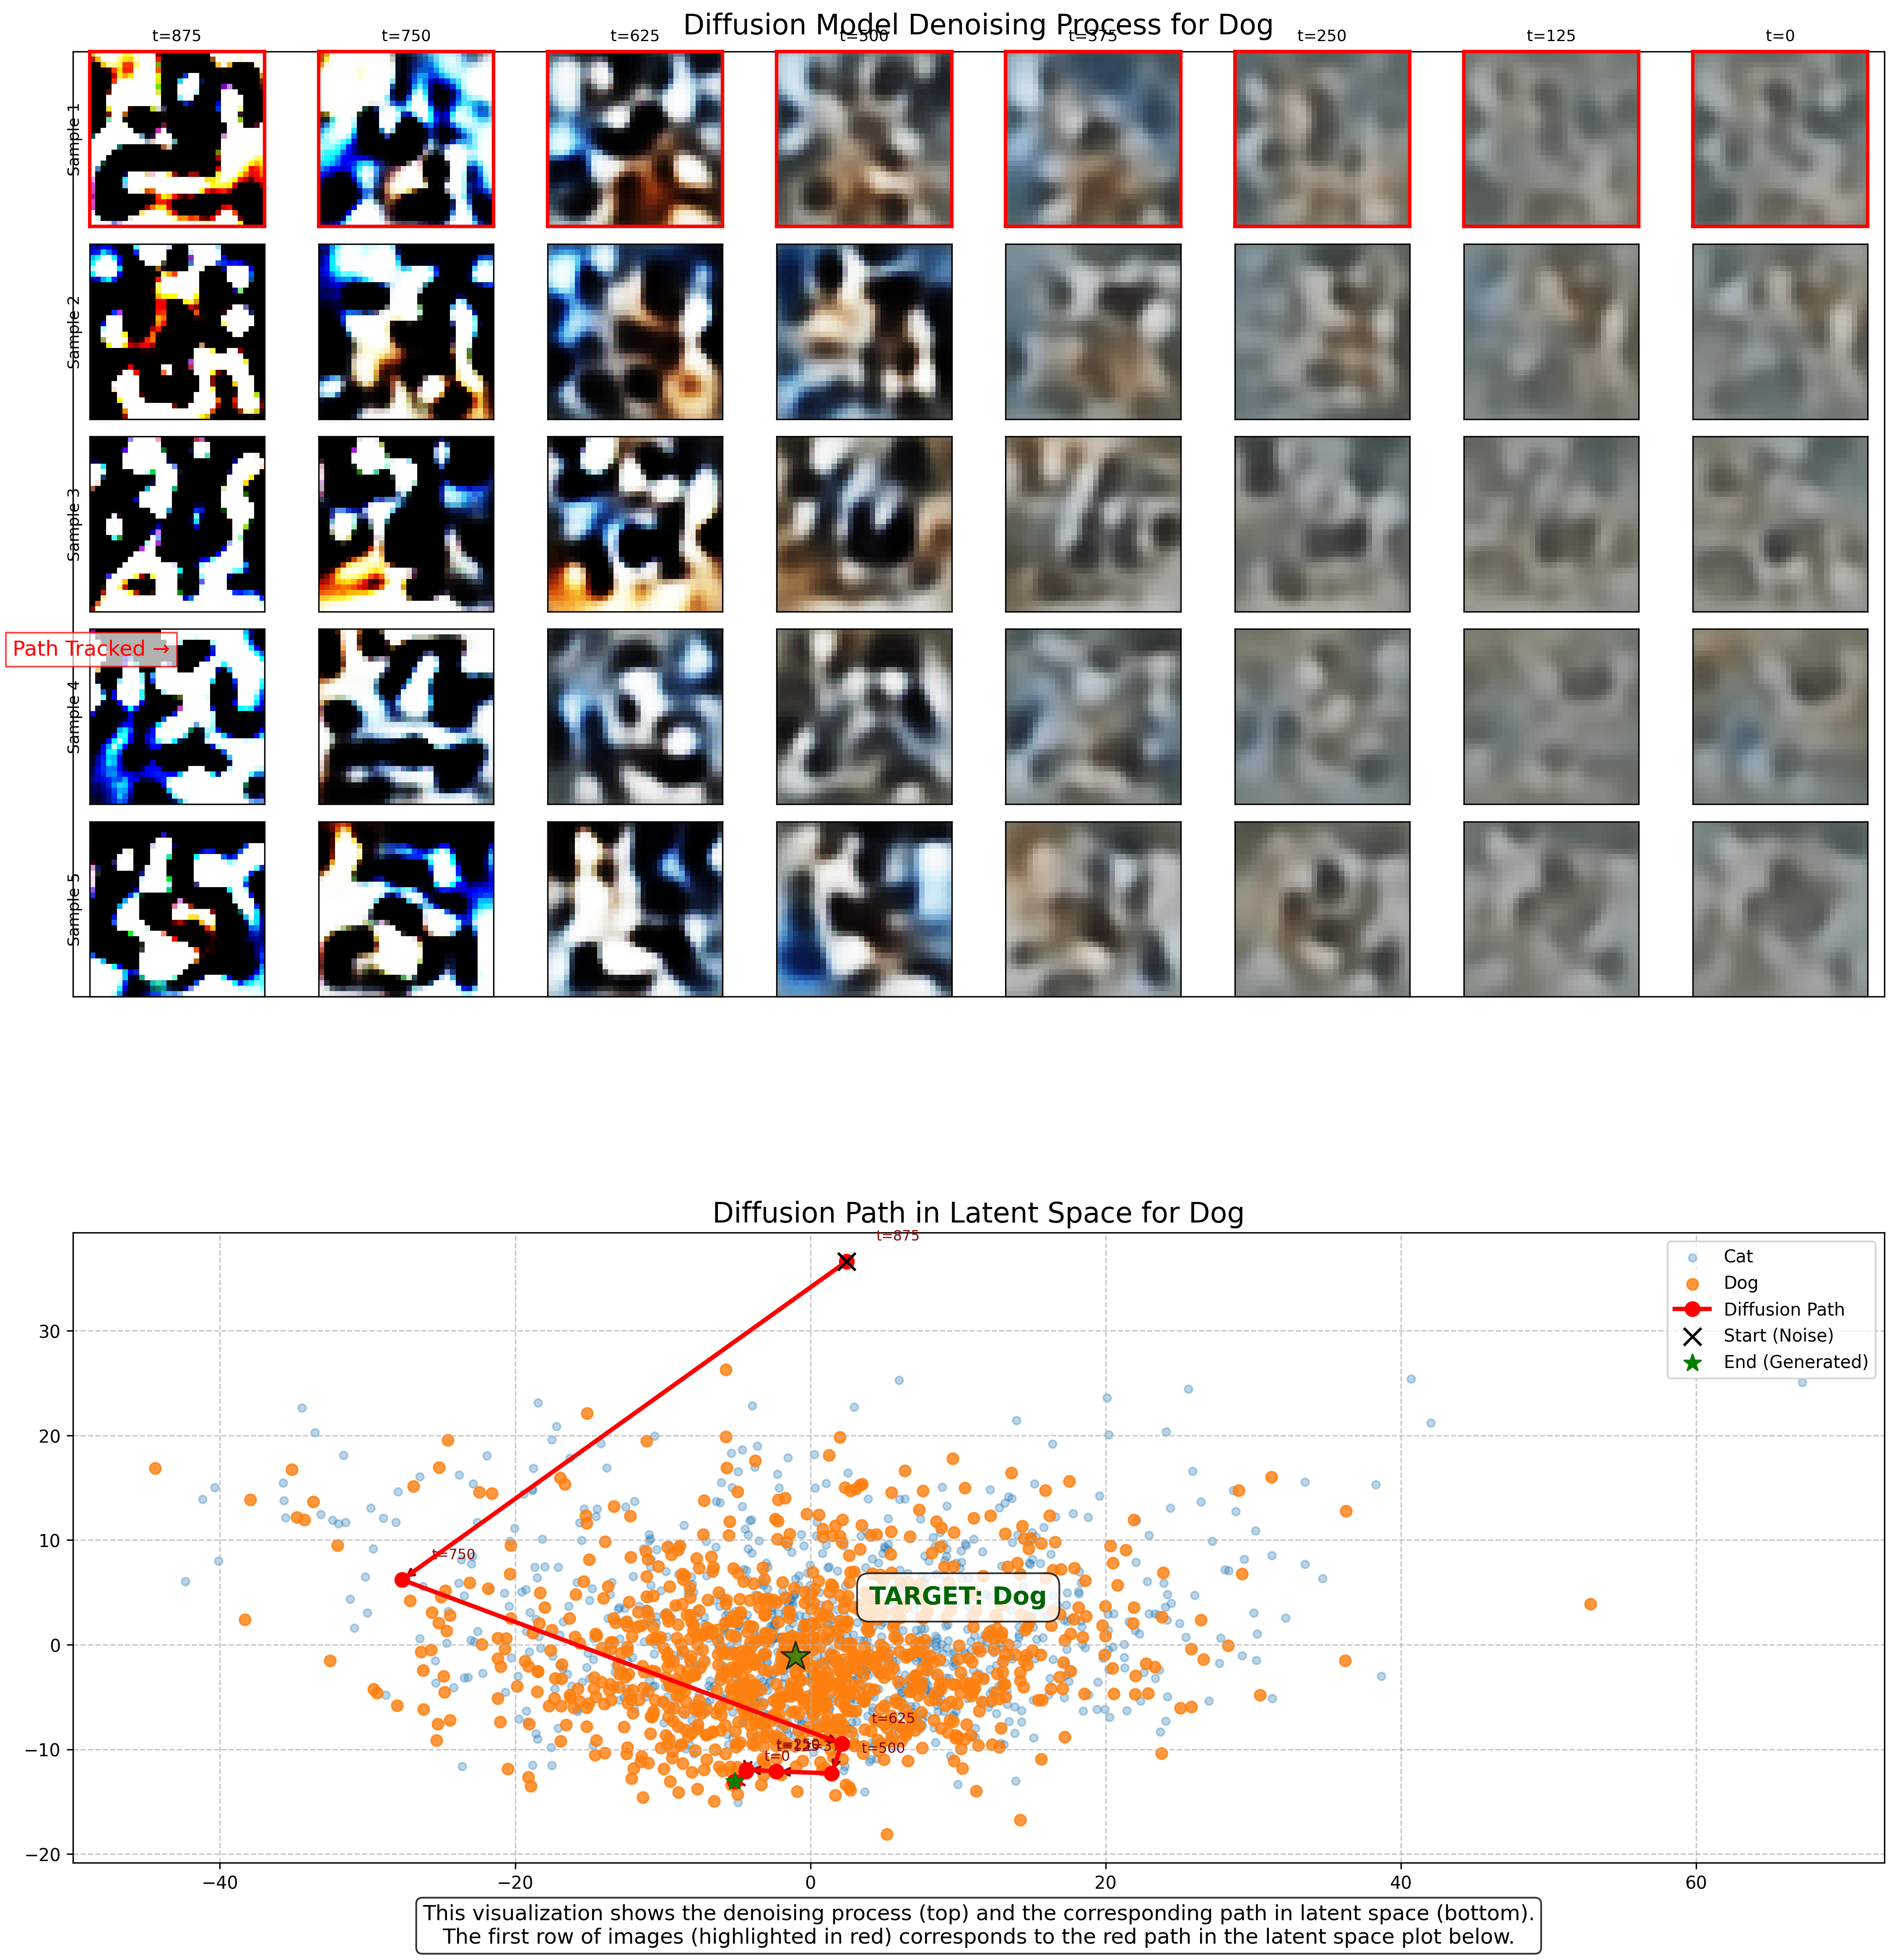 Diffusion Model Denoising Process for Dog
t=875 t=750 t=625 t=500 t=375 t=250 t=125 t=0
Sample 1
Sample 2
Sample 3
Path Tracked →
Sample 4
Sample 5
Diffusion Path in Latent Space for Dog
t=875
Cat
Dog
Diffusion Path
Start (Noise)
End (Generated)
30
20
10
0
−10
−20
t=750
TARGET: Dog
t=625
t=500
t=250
t=0
−40 −20 0 20 40 60
This visualization shows the denoising process (top) and the corresponding path in latent space (bottom).
The first row of images (highlighted in red) corresponds to the red path in the latent space plot below.